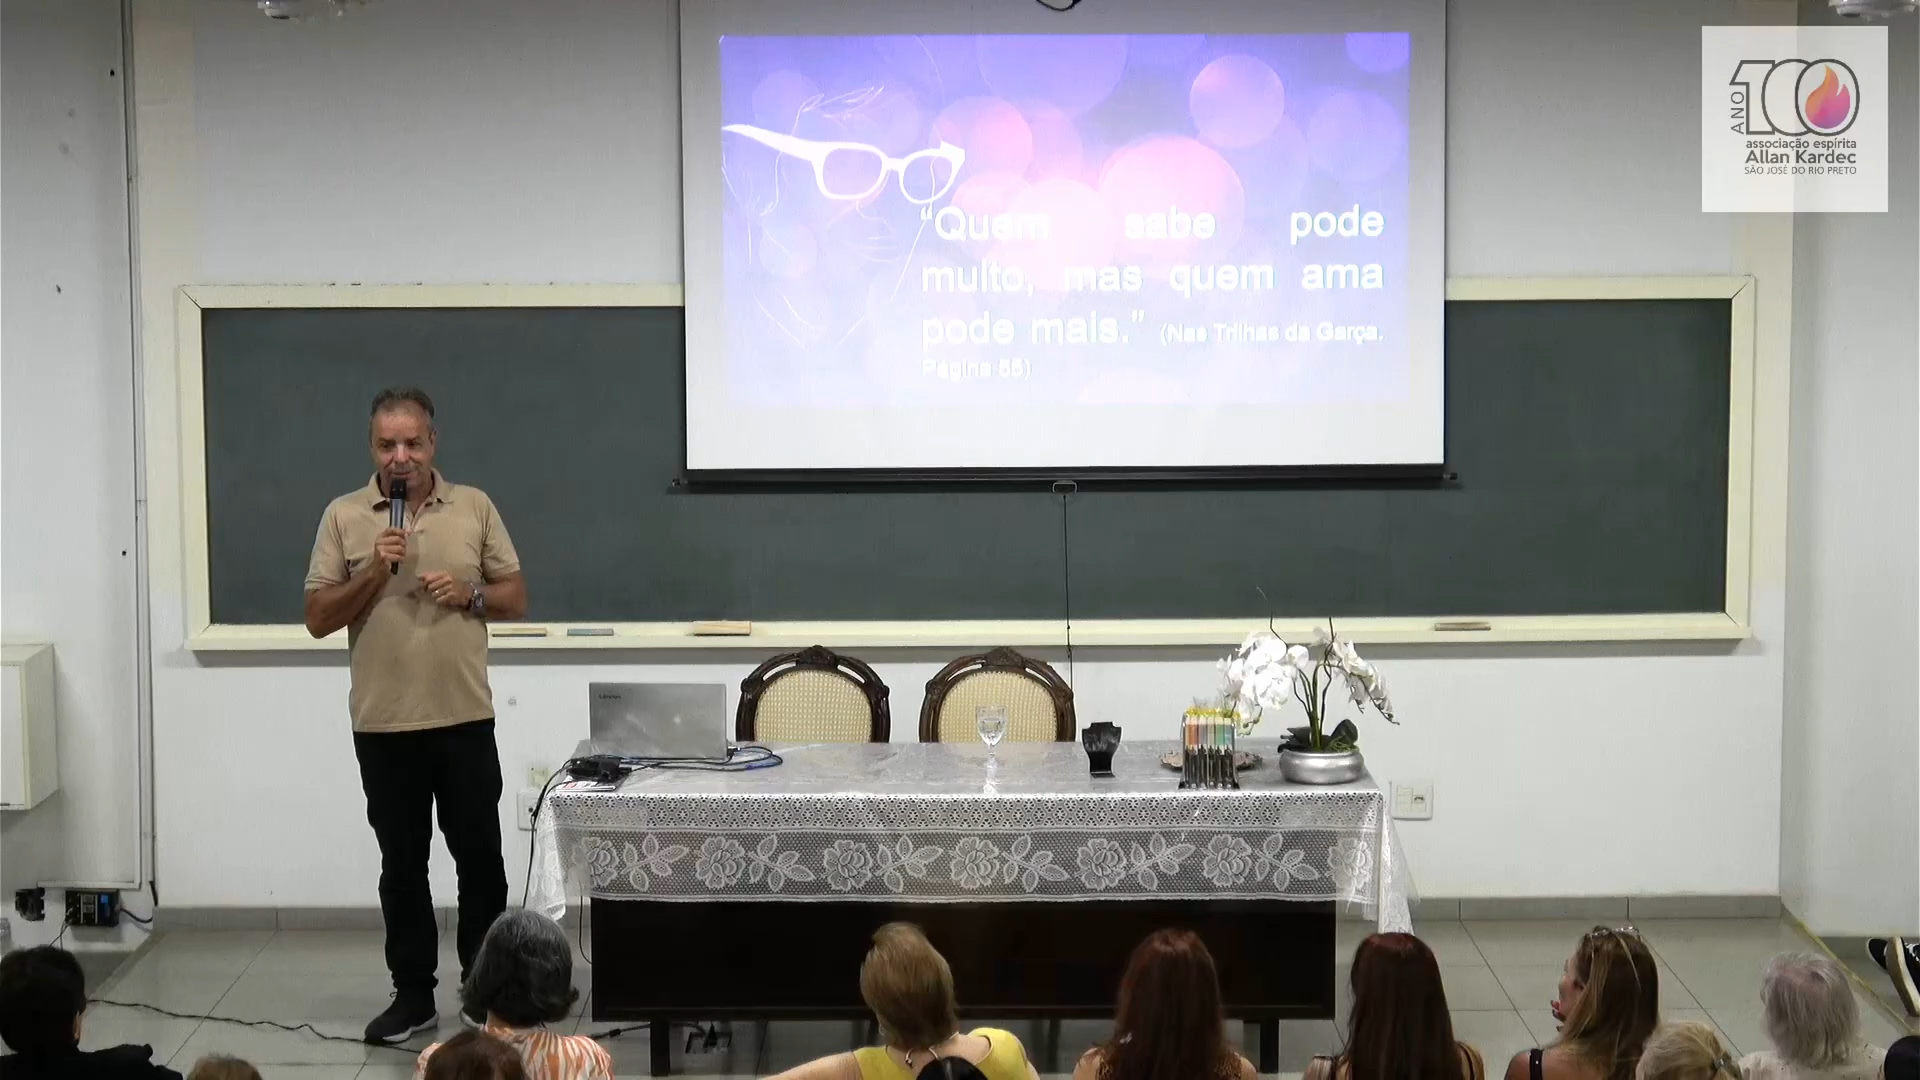 “Quem sabe pode
muito, mas quem ama
pode mais.” (Nas Trilhas da Garça.
Página 55)
ANO 100
associação espírita
Allan Kardec
SÃO JOSÉ DO RIO PRETO